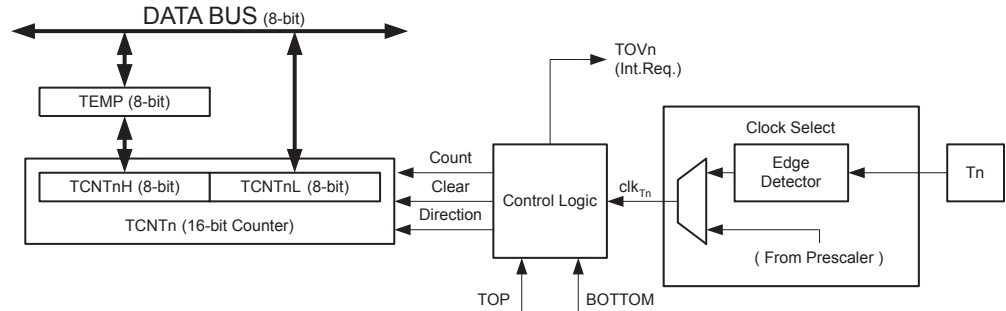 DATA BUS (8-bit)
TOVn
(Int.Req.)
TEMP (8-bit)
Clock Select
Count
Edge
Detector
Tn
TCNTnH (8-bit)
TCNTnL (8-bit)
Clear
Control Logic
clkTn
TCNTn (16-bit Counter)
Direction
( From Prescaler )
TOP
BOTTOM